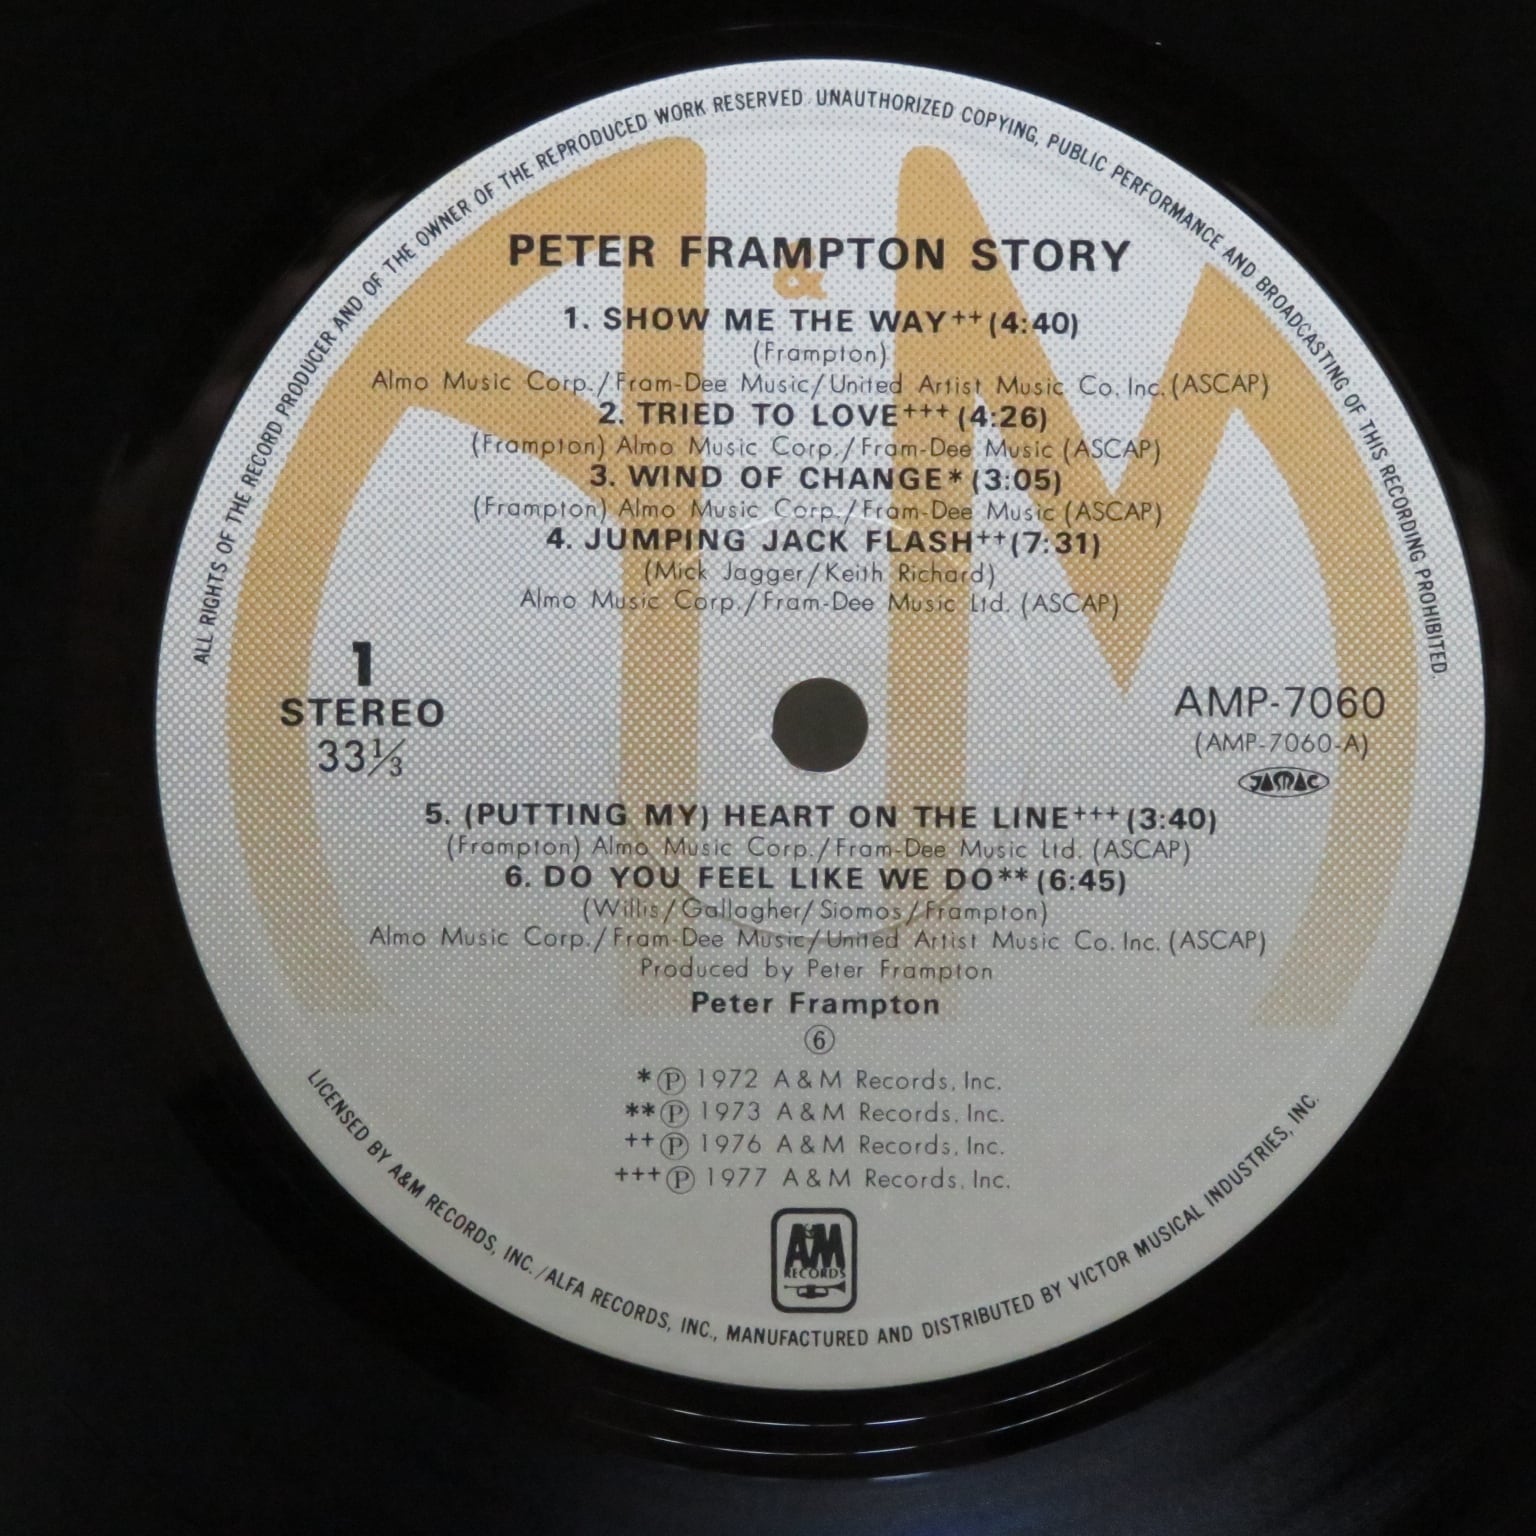 ALL RIGHTS OF THE RECORD PRODUCER AND OF THE OWNER OF THE REPRODUCED WORK RESERVED. UNAUTHORIZED COPYING, PUBLIC PERFORMANCE AND BROADCASTING OF THIS RECORDING PROHIBITED.
PETER FRAMPTON STORY
&
1. SHOW ME THE WAY++(4:40)
(Frampton)
Almo Music Corp./Fram-Dee Music/United Artist Music Co. Inc. (ASCAP)
2. TRIED TO LOVE+++(4:26)
(Frampton) Almo Music Corp./Fram-Dee Music (ASCAP)
3. WIND OF CHANGE*(3:05)
(Frampton) Almo Music Corp./Fram-Dee Music (ASCAP)
4. JUMPING JACK FLASH++(7:31)
(Mick Jagger/Keith Richard)
Almo Music Corp./Fram-Dee Music Ltd. (ASCAP)
1
STEREO
33⅓
AMP-7060
(AMP-7060-A)
JASRAC
5. (PUTTING MY) HEART ON THE LINE+++(3:40)
(Frampton) Almo Music Corp./Fram-Dee Music Ltd. (ASCAP)
6. DO YOU FEEL LIKE WE DO**(6:45)
(Willis/Gallagher/Siomos/Frampton)
Almo Music Corp./Fram-Dee Music/United Artist Music Co. Inc. (ASCAP)
Produced by Peter Frampton
Peter Frampton
⑥
*Ⓟ 1972 A&M Records, Inc.
**Ⓟ 1973 A&M Records, Inc.
++Ⓟ 1976 A&M Records, Inc.
+++Ⓟ 1977 A&M Records, Inc.
A&M
RECORDS
LICENSED BY A&M RECORDS, INC./ALFA RECORDS, INC., MANUFACTURED AND DISTRIBUTED BY VICTOR MUSICAL INDUSTRIES, INC.